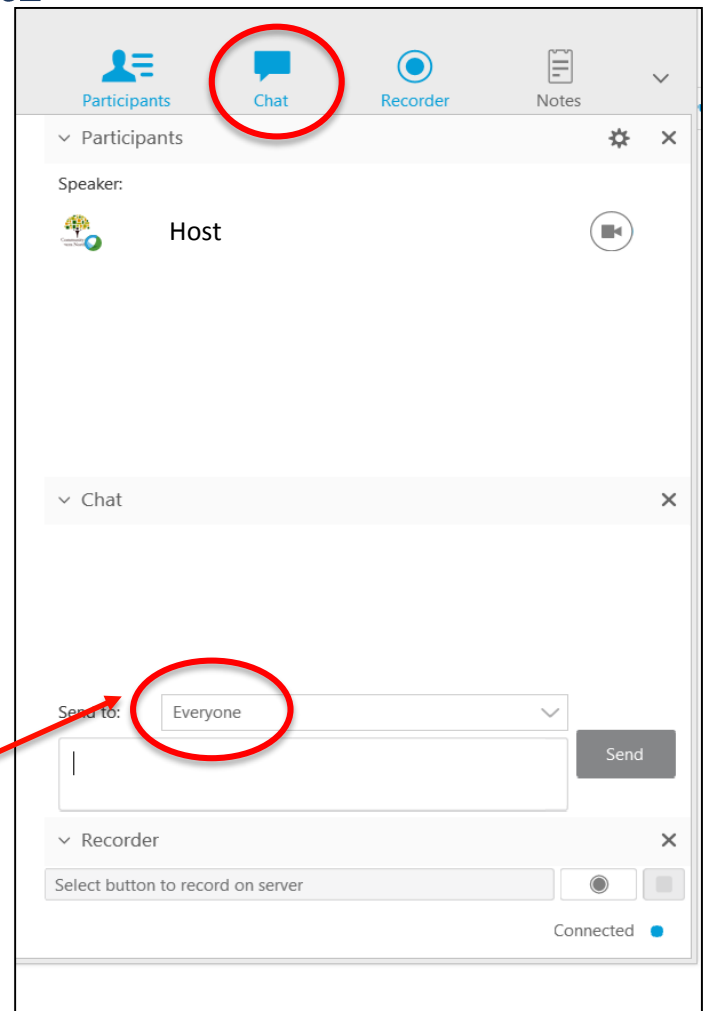 Participants Chat Recorder Notes
Participants
Speaker:
Host
Chat
Send to: Everyone
Send
Recorder
Select button to record on server
Connected